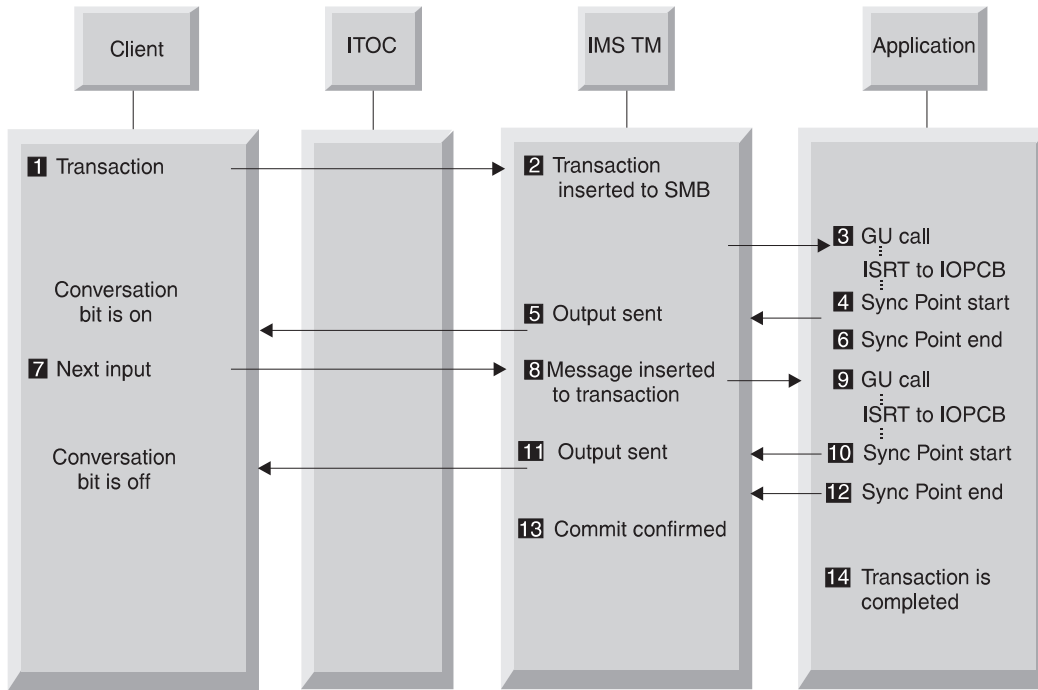 Client
ITOC
IMS TM
Application
1 Transaction
2 Transaction
inserted to SMB
3 GU call
ISRT to IOPCB
Conversation
bit is on
4 Sync Point start
5 Output sent
6 Sync Point end
7 Next input
8 Message inserted
to transaction
9 GU call
ISRT to IOPCB
Conversation
bit is off
10 Sync Point start
11 Output sent
12 Sync Point end
13 Commit confirmed
14 Transaction is
completed